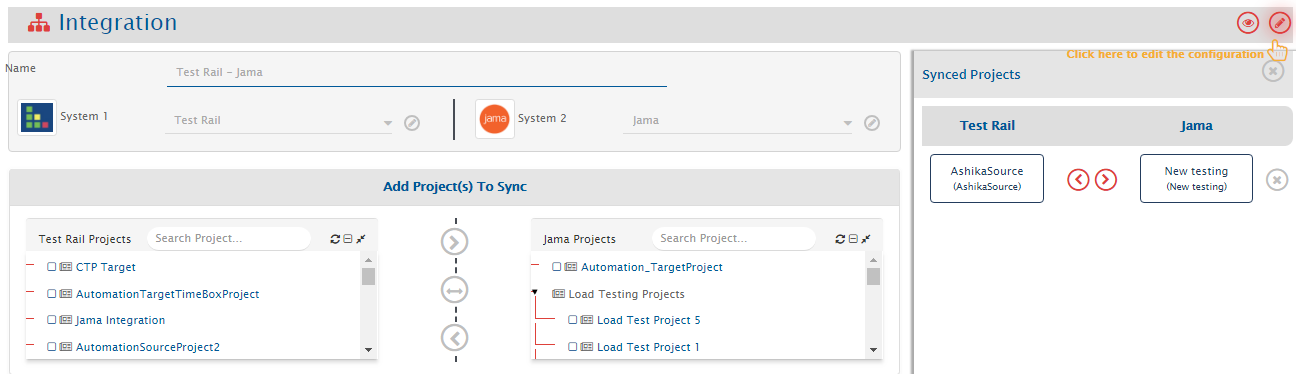 Integration
Click here to edit the configuration
Name
Test Rail - Jama
System 1
Test Rail
jama
System 2
Jama
Add Project(s) To Sync
Test Rail Projects
Search Project...
CTP Target
AutomationTargetTimeBoxProject
Jama Integration
AutomationSourceProject2
Jama Projects
Search Project...
Automation_TargetProject
Load Testing Projects
Load Test Project 5
Load Test Project 1
Synced Projects
Test Rail
Jama
AshikaSource
(AshikaSource)
New testing
(New testing)